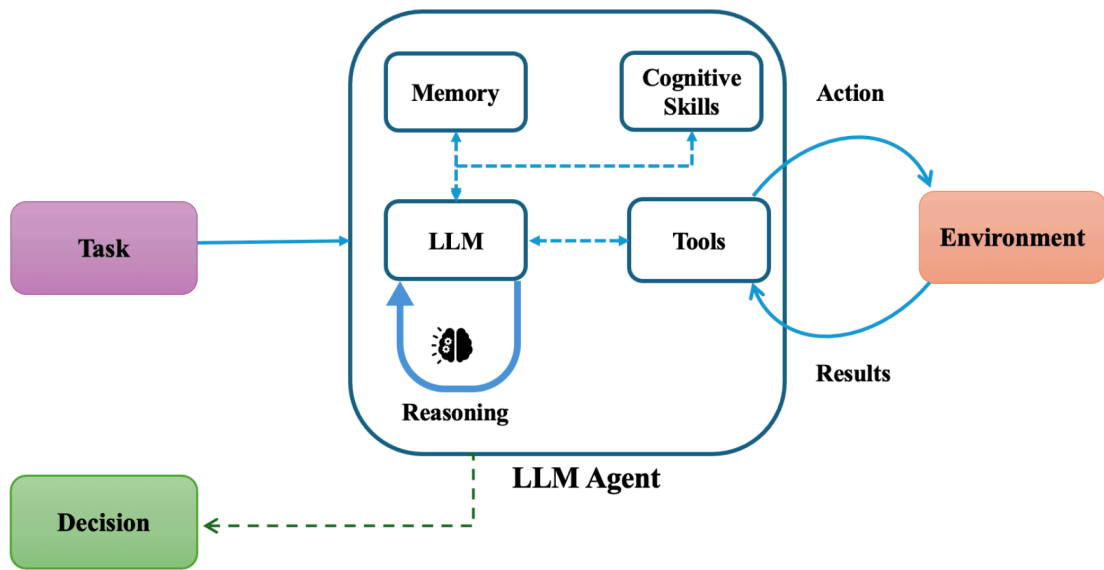 Memory
Cognitive
Skills
Action
Task
LLM
Tools
Environment
Reasoning
Results
LLM Agent
Decision